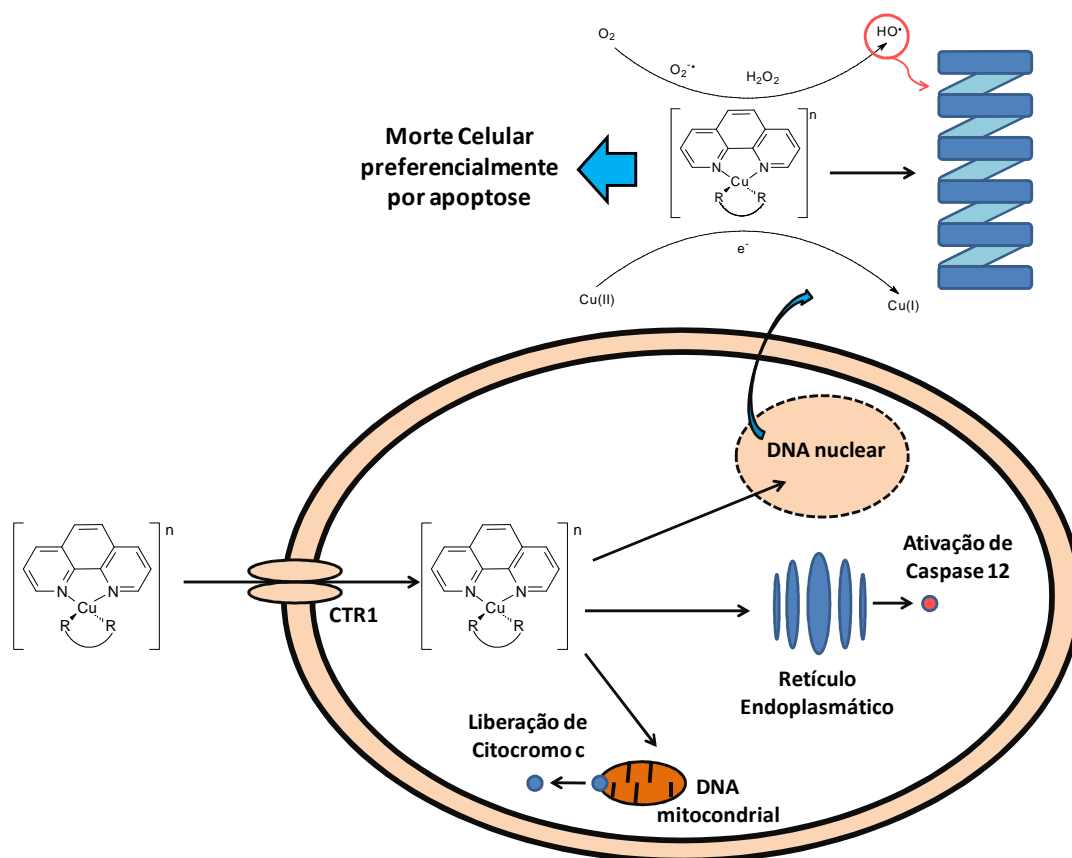 O2
O2-•
H2O2
HO•
n
N
N
Cu
R
R
Morte Celular
preferencialmente
por apoptose
e-
Cu(II)
Cu(I)
DNA nuclear
n
N
N
Cu
R
R
CTR1
n
N
N
Cu
R
R
Ativação de
Caspase 12
Retículo
Endoplasmático
Liberação de
Citocromo c
DNA
mitocondrial